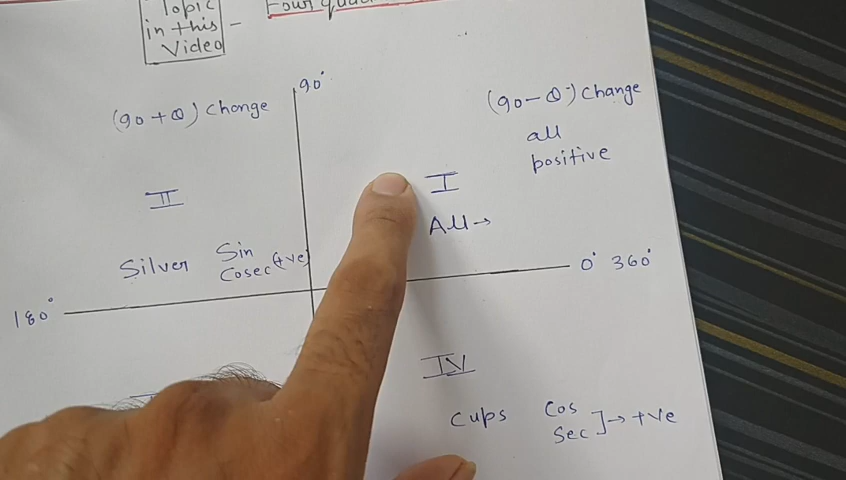 Topic
in this
Video
Four
90°
(90+θ) Change
(90-θ) Change
all
positive
II
I
All →
Silver Sin
Cosec (+ve)
180°
0° 360°
IV
Cups Cos
Sec ]→ +ve